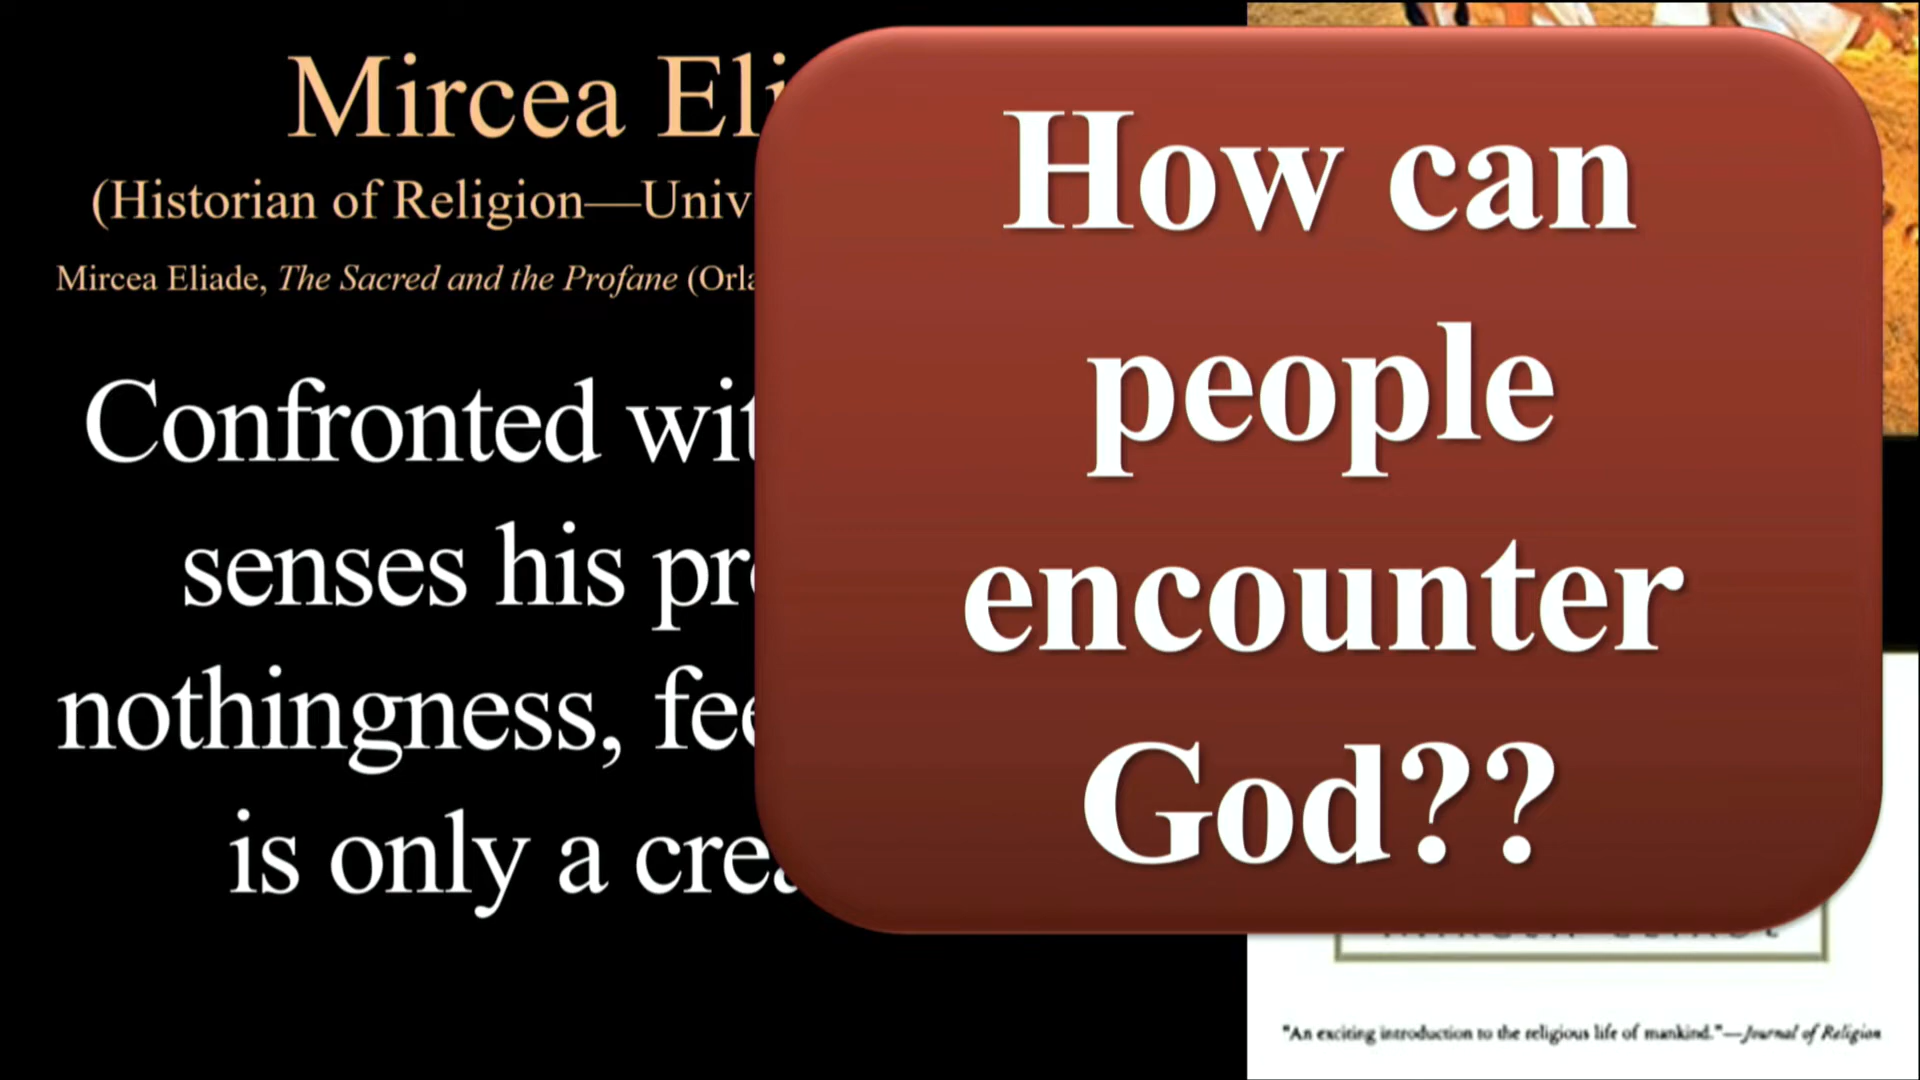 Mircea Eli
(Historian of Religion—Univ
Mircea Eliade, The Sacred and the Profane (Orla
Confronted wit
senses his pr
nothingness, fee
is only a crea
How can
people
encounter
God??
"An exciting introduction to the religious life of mankind."—Journal of Religion